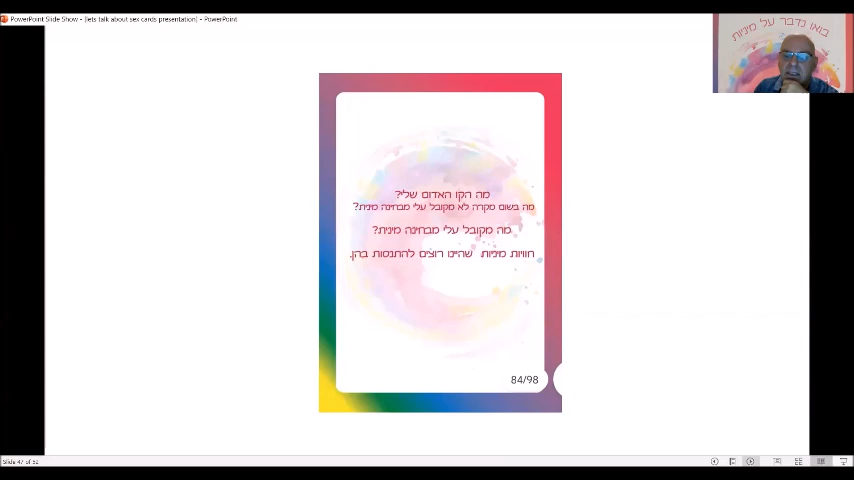 PowerPoint Slide Show - [lets talk about sex cards presentation] - PowerPoint
בואו נדבר על מיניות
מה הקו האדום שלי?
מה בשום מקרה לא מקובל עלי מבחינה מינית?
מה מקובל עלי מבחינה מינית?
חוויות מיניות שהיינו רוצים להתנסות בהן.
84/98
Slide 47 of 52